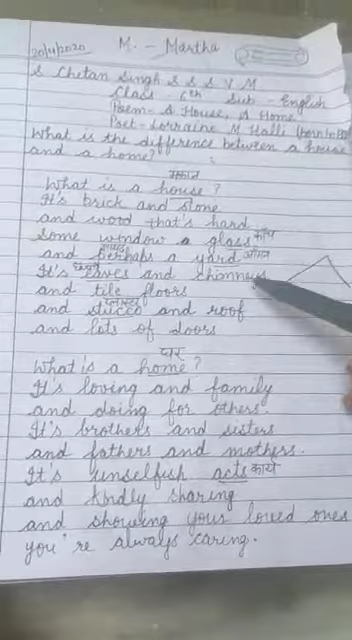 20/4/2020 M. - Martha
S Chetan Singh S S S V M
Class - 6th Sub - English
Poem - A House, A Home
Poet - Lorraine M Halli (born in
What is the difference between a house
and a home?
मकान
What is a house?
It's brick and stone
and wood that's hard
Some window a glass काँच
and perhaps a yard आँगन
It's eaves and chimneys
and tile floors
प्लास्टर
and stucco and roof
and lots of doors
घर
What is a home?
It's loving and family
and doing for others.
It's brothers and sisters
and fathers and mothers.
It's unselfish acts कार्य
and kindly sharing
and showing your loved ones
you're always caring.